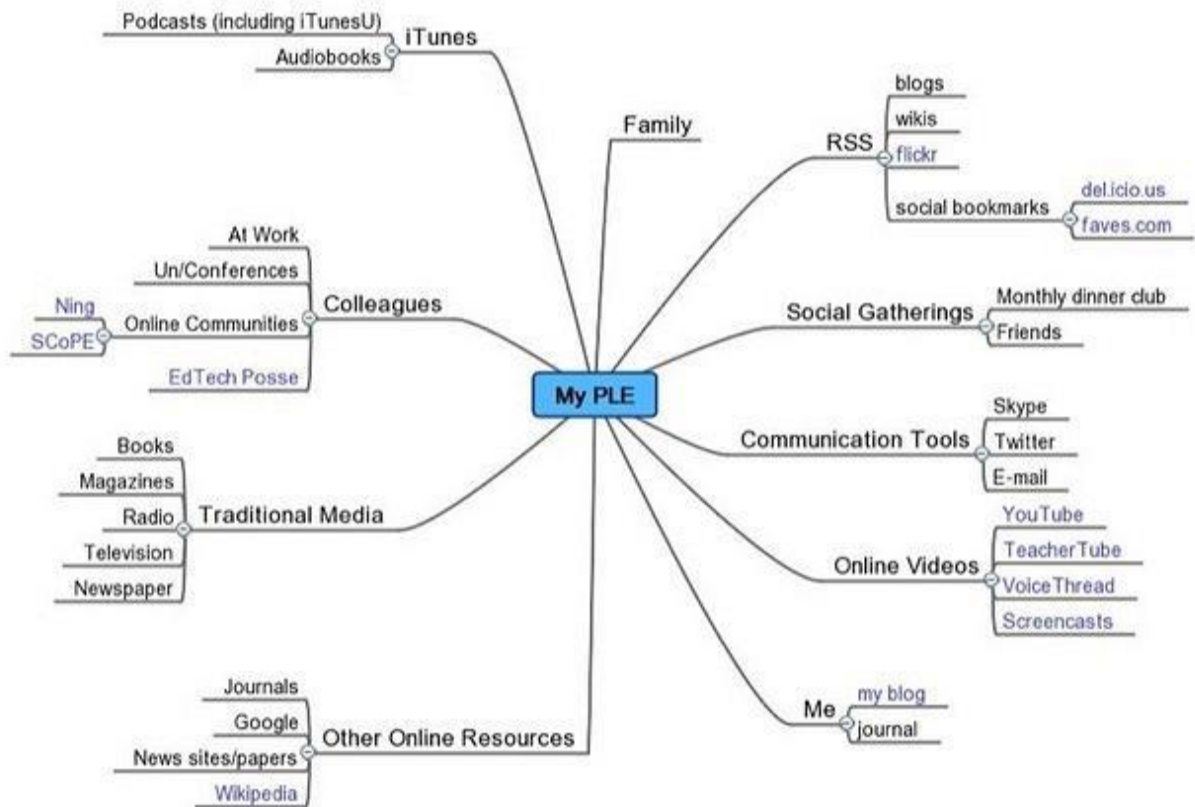 Podcasts (including iTunesU)
Audiobooks
iTunes
Family
RSS
blogs
wikis
flickr
social bookmarks
del.icio.us
faves.com
At Work
Un/Conferences
Online Communities
Ning
SCoPE
EdTech Posse
Colleagues
Social Gatherings
Monthly dinner club
Friends
My PLE
Communication Tools
Skype
Twitter
E-mail
Books
Magazines
Radio
Television
Newspaper
Traditional Media
Online Videos
YouTube
TeacherTube
VoiceThread
Screencasts
Journals
Google
News sites/papers
Wikipedia
Other Online Resources
Me
my blog
journal